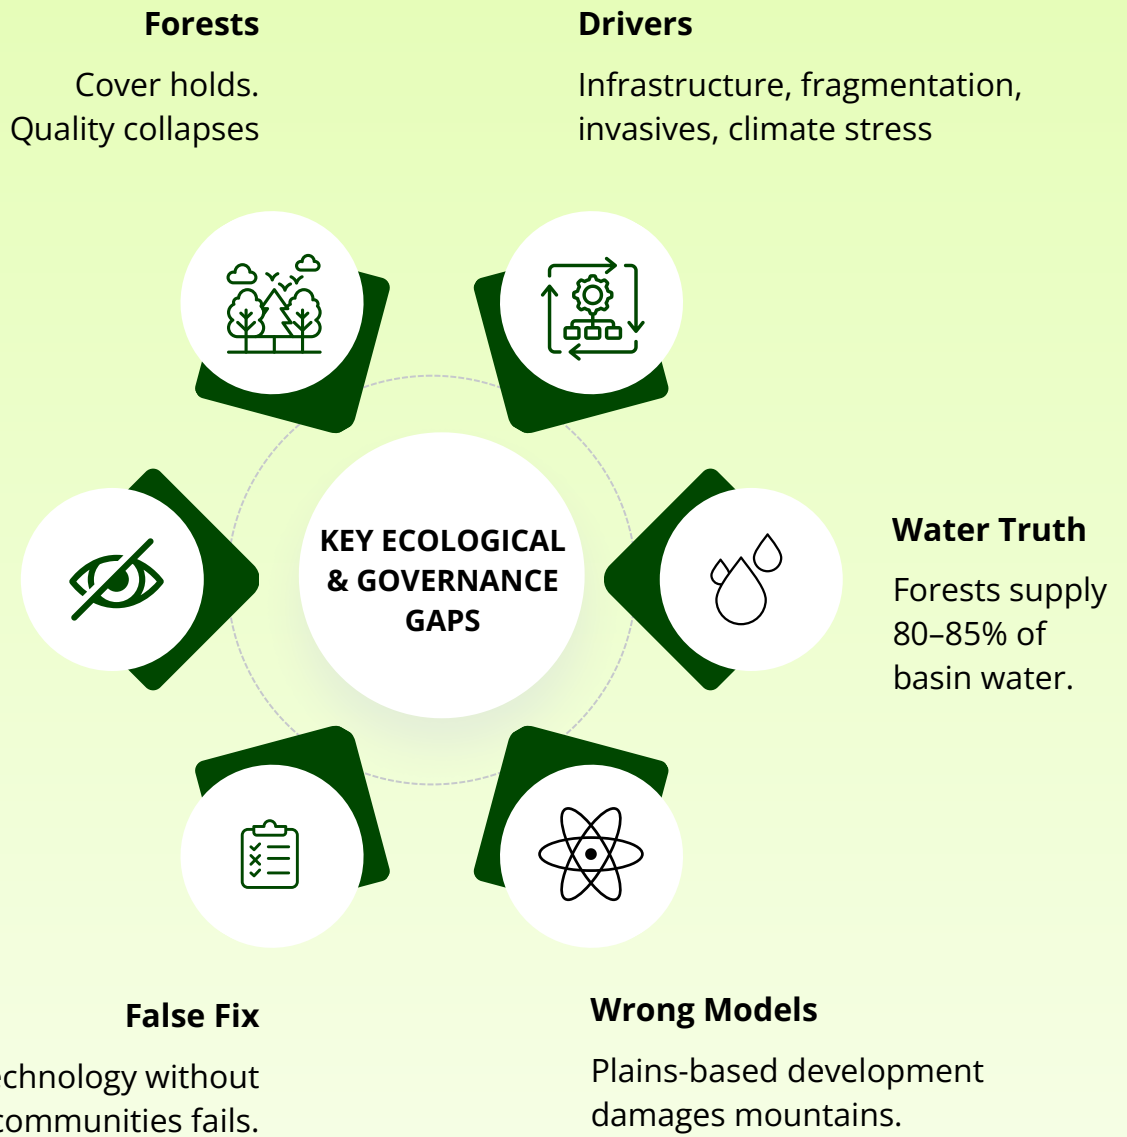 Forests
Cover holds.
Quality collapses
Drivers
Infrastructure, fragmentation,
invasives, climate stress
KEY ECOLOGICAL
& GOVERNANCE
GAPS
Water Truth
Forests supply
80–85% of
basin water.
False Fix
echnology without
communities fails.
Wrong Models
Plains-based development
damages mountains.